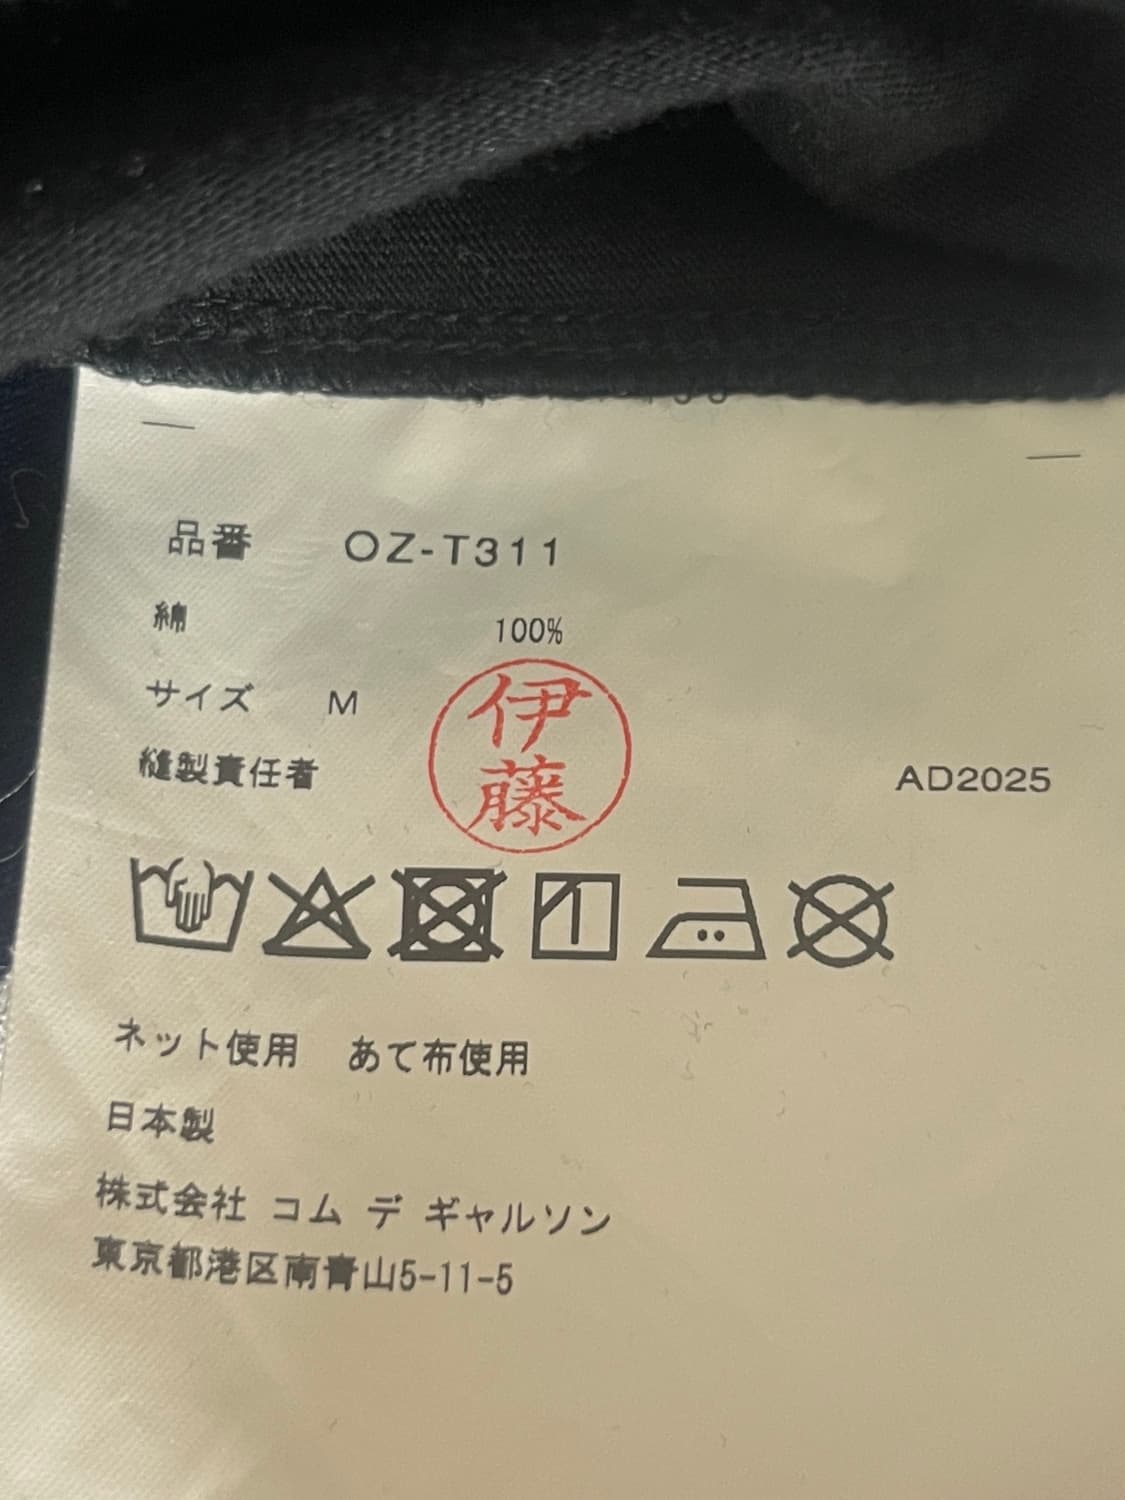 品番 OZ-T311
綿 100%
サイズ M
伊藤
縫製責任者 AD2025
ネット使用 あて布使用
日本製
株式会社 コム デ ギャルソン
東京都港区南青山5-11-5